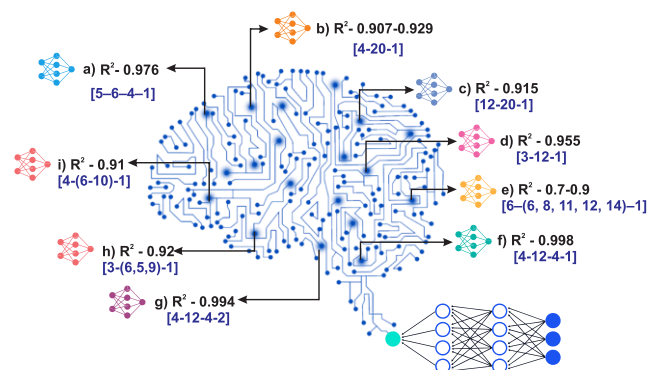 a) R² - 0.976
[5–6–4–1]
b) R² - 0.907-0.929
[4-20-1]
c) R² - 0.915
[12-20-1]
d) R² - 0.955
[3-12-1]
e) R² - 0.7-0.9
[6–(6, 8, 11, 12, 14)–1]
f) R² - 0.998
[4-12-4-1]
g) R² - 0.994
[4-12-4-2]
h) R² - 0.92
[3-(6,5,9)-1]
i) R² - 0.91
[4-(6-10)-1]